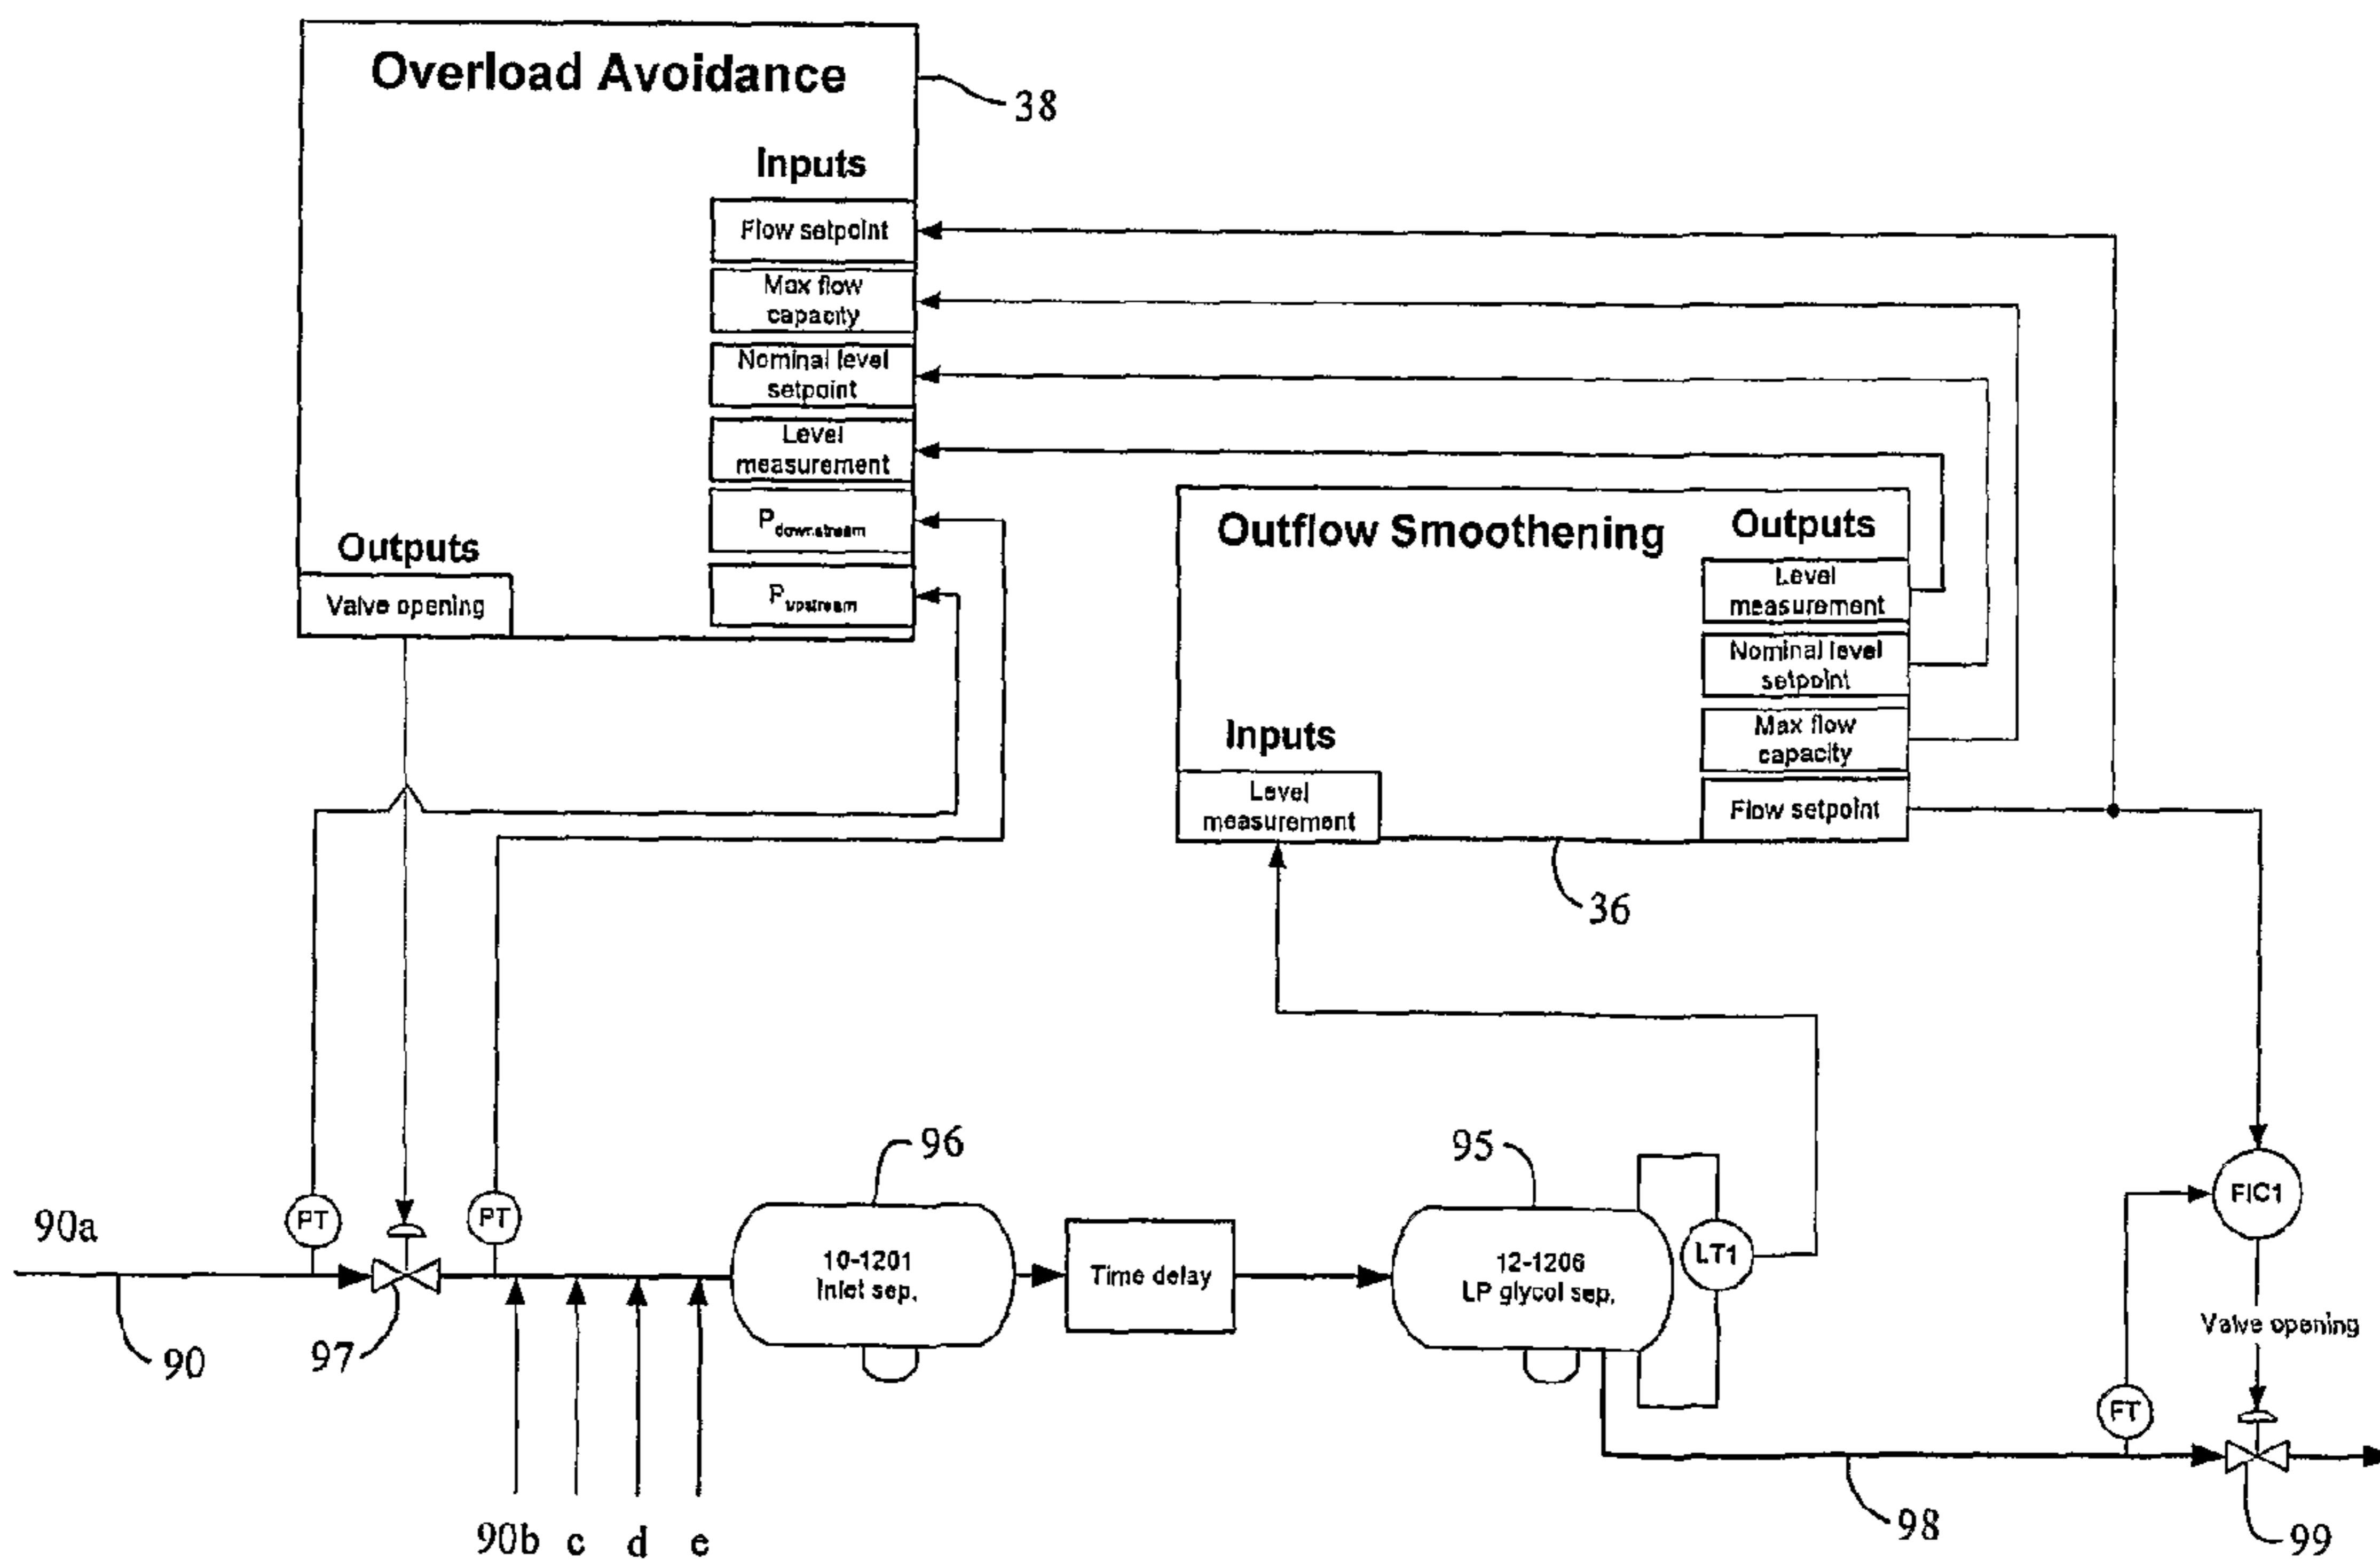 Overload Avoidance
38
Inputs
Flow setpoint
Max flow
capacity
Nominal level
setpoint
Level
measurement
Pdownstream
Pupstream
Outputs
Valve opening
Outflow Smoothening
Outputs
Level
measurement
Nominal level
setpoint
Max flow
capacity
Flow setpoint
Inputs
Level
measurement
36
90a
PT
PT
90
97
96
10-1201
Inlet sep.
Time delay
95
12-1206
LP glycol sep.
LT1
FIC1
Valve opening
FT
98
99
90b c d e